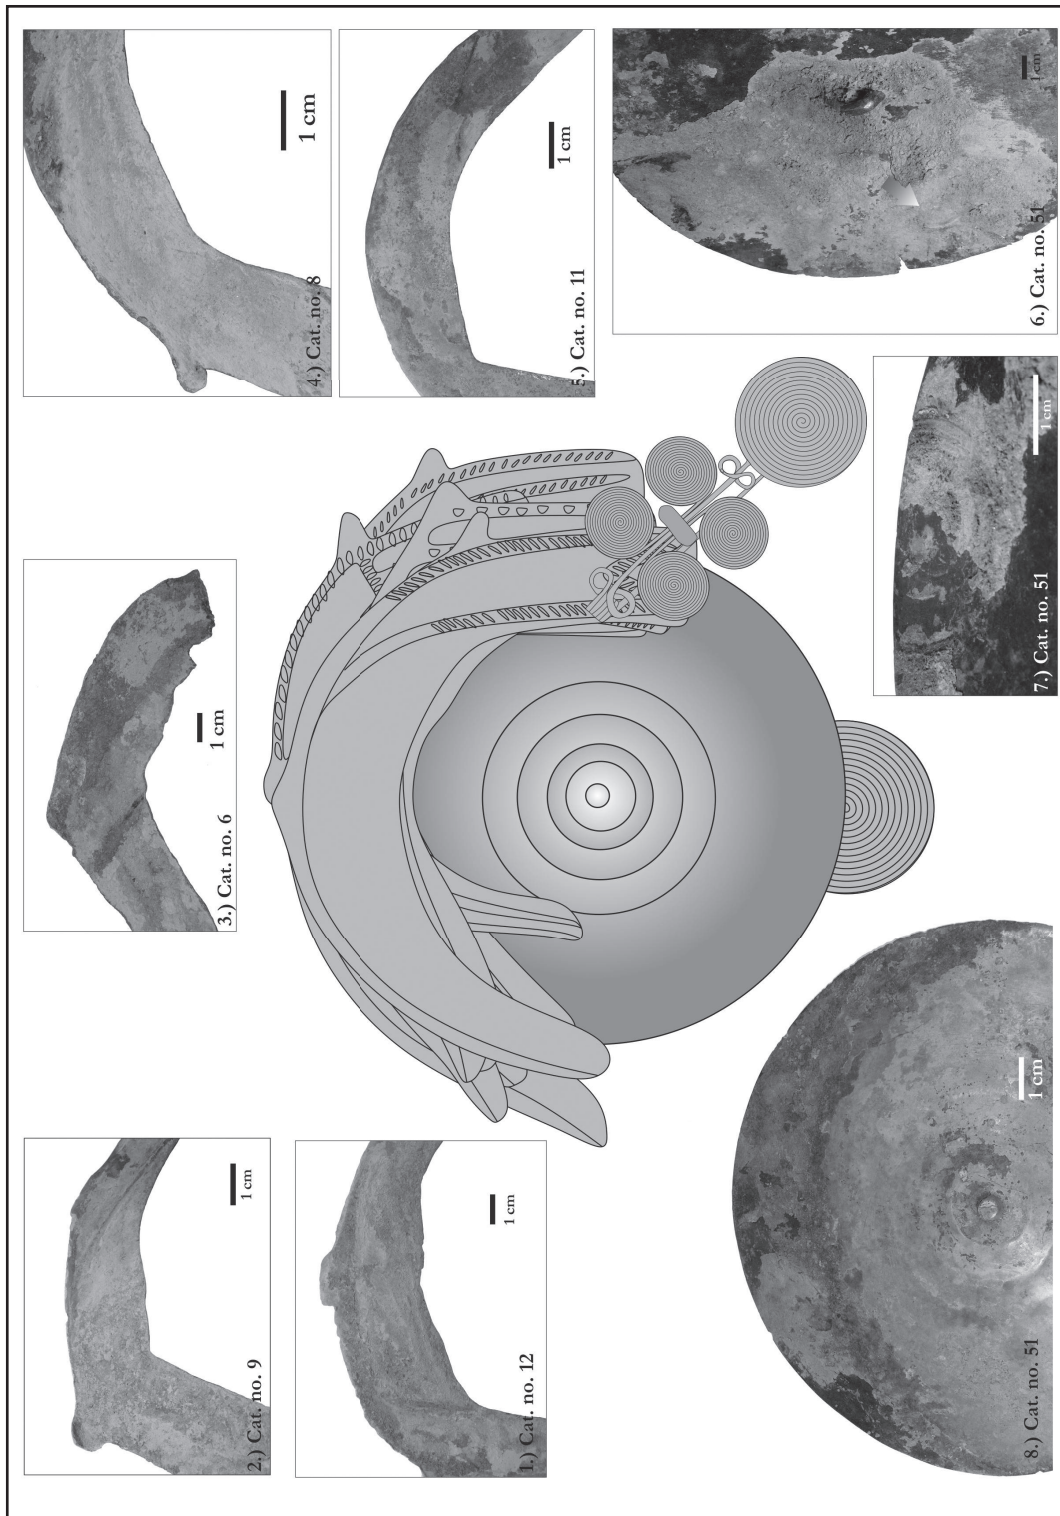 1.) Cat. no. 12
1 cm
2.) Cat. no. 9
1 cm
3.) Cat. no. 6
1 cm
4.) Cat. no. 8
1 cm
5.) Cat. no. 11
1 cm
6.) Cat. no. 51
1 cm
7.) Cat. no. 51
1 cm
8.) Cat. no. 51
1 cm